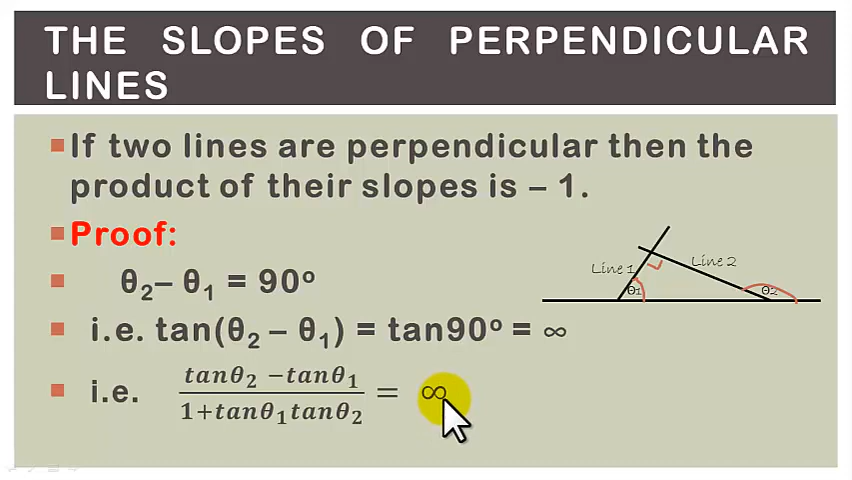 THE SLOPES OF PERPENDICULAR
LINES
If two lines are perpendicular then the
product of their slopes is – 1.
Proof:
θ₂– θ₁ = 90º
i.e. tan(θ₂ – θ₁) = tan90º = ∞
i.e. (tanθ₂ −tanθ₁)/(1+tanθ₁tanθ₂) = ∞
Line 1
Line 2
θ1
θ2